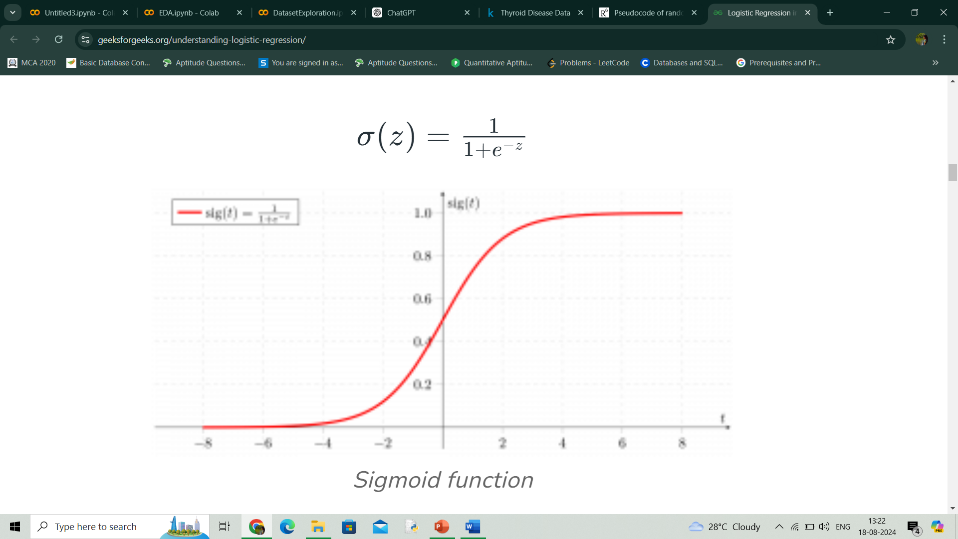 Untitled3.ipynb - Col
EDA.ipynb - Colab
DatasetExploration.ip
ChatGPT
Thyroid Disease Data
Pseudocode of rand
Logistic Regression i
geeksforgeeks.org/understanding-logistic-regression/
MCA 2020
Basic Database Con...
Aptitude Questions...
You are signed in as...
Aptitude Questions...
Quantitative Aptitu...
Problems - LeetCode
Databases and SQL...
Prerequisites and Pr...
»
σ(z) = 1/(1+e^−z)
sig(t) = 1/(1+e^−z)
sig(t)
1.0
0.8
0.6
0.4
0.2
t
−8 −6 −4 −2 2 4 6 8
Sigmoid function
Type here to search
28°C Cloudy
ENG
13:22
18-08-2024
4